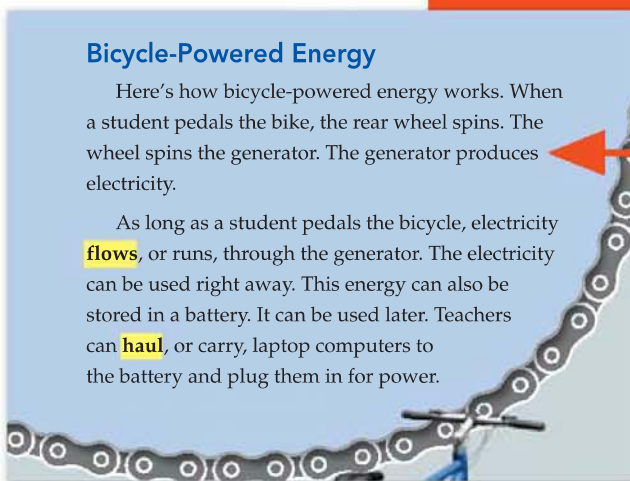 Bicycle-Powered Energy
Here's how bicycle-powered energy works. When
a student pedals the bike, the rear wheel spins. The
wheel spins the generator. The generator produces
electricity.
As long as a student pedals the bicycle, electricity
flows, or runs, through the generator. The electricity
can be used right away. This energy can also be
stored in a battery. It can be used later. Teachers
can haul, or carry, laptop computers to
the battery and plug them in for power.